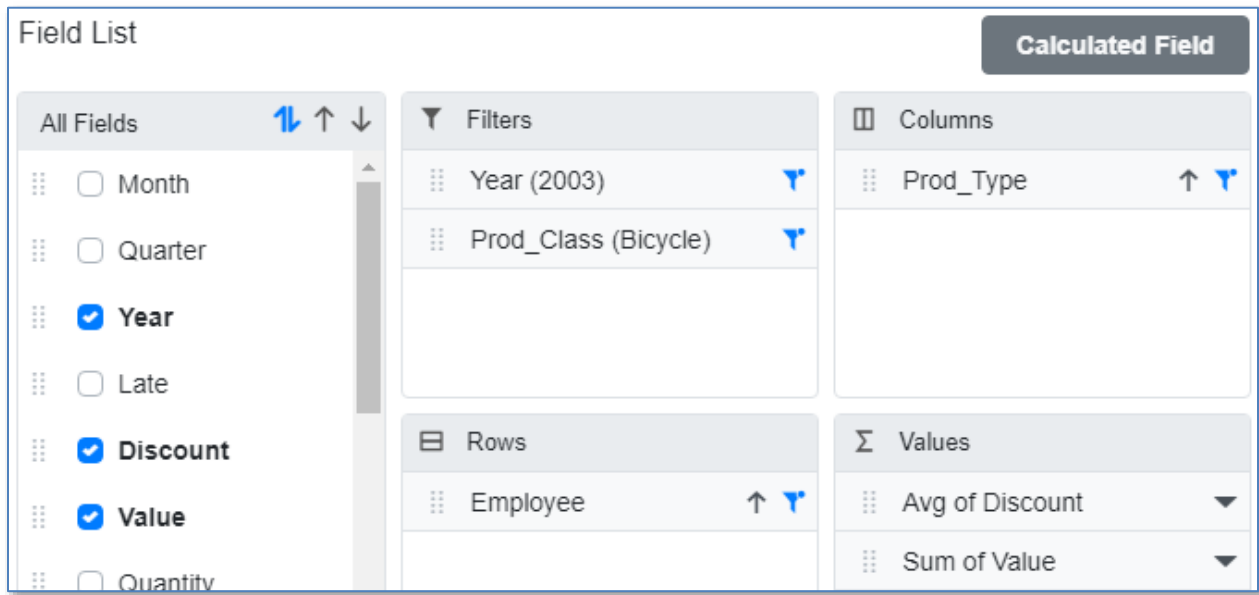 Field List
Calculated Field
All Fields
Month
Quarter
Year
Late
Discount
Value
Quantity
Filters
Year (2003)
Prod_Class (Bicycle)
Columns
Prod_Type
Rows
Employee
Values
Avg of Discount
Sum of Value